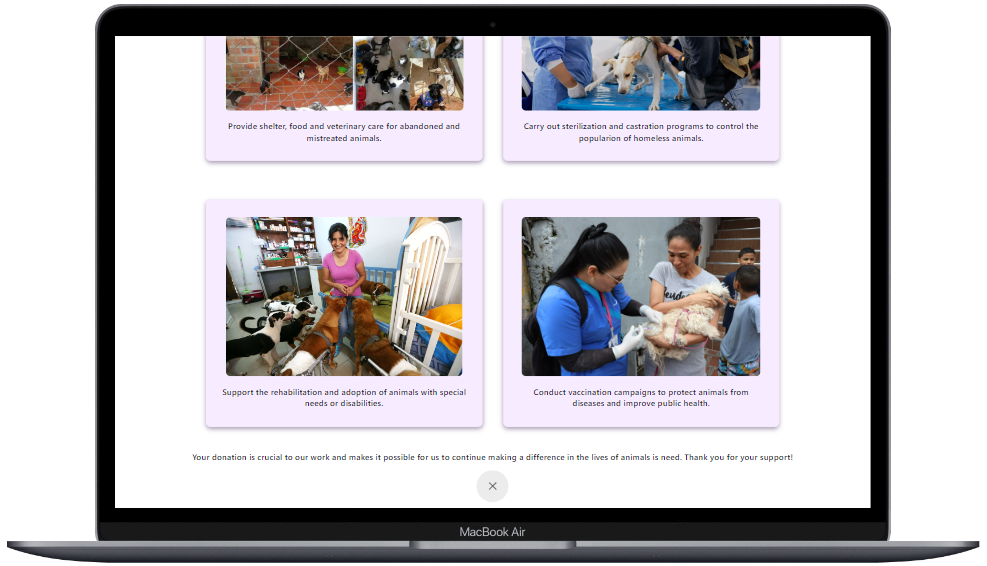 Provide shelter, food and veterinary care for abandoned and
mistreated animals.
Carry out sterilization and castration programs to control the
popularion of homeless animals.
Support the rehabilitation and adoption of animals with special
needs or disabilities.
Conduct vaccination campaigns to protect animals from
diseases and improve public health.
Your donation is crucial to our work and makes it possible for us to continue making a difference in the lives of animals is need. Thank you for your support!
MacBook Air